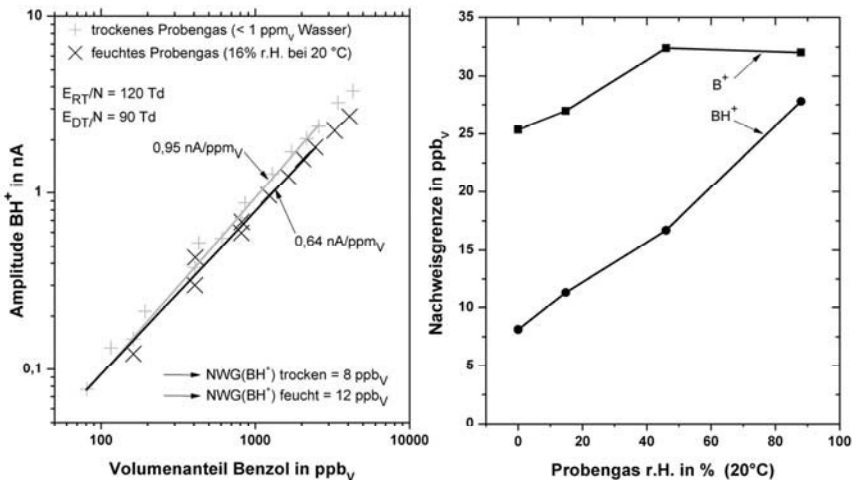 10
trockenes Probengas (< 1 ppmV Wasser)
feuchtes Probengas (16% r.H. bei 20 °C)
ERT/N = 120 Td
EDT/N = 90 Td
0,95 nA/ppmV
1
0,64 nA/ppmV
0,1
NWG(BH+) trocken = 8 ppbV
NWG(BH+) feucht = 12 ppbV
100 1000 10000
Amplitude BH+ in nA
Volumenanteil Benzol in ppbV
35
30
25
20
15
10
5
0
B+
BH+
0 20 40 60 80 100
Nachweisgrenze in ppbV
Probengas r.H. in % (20°C)